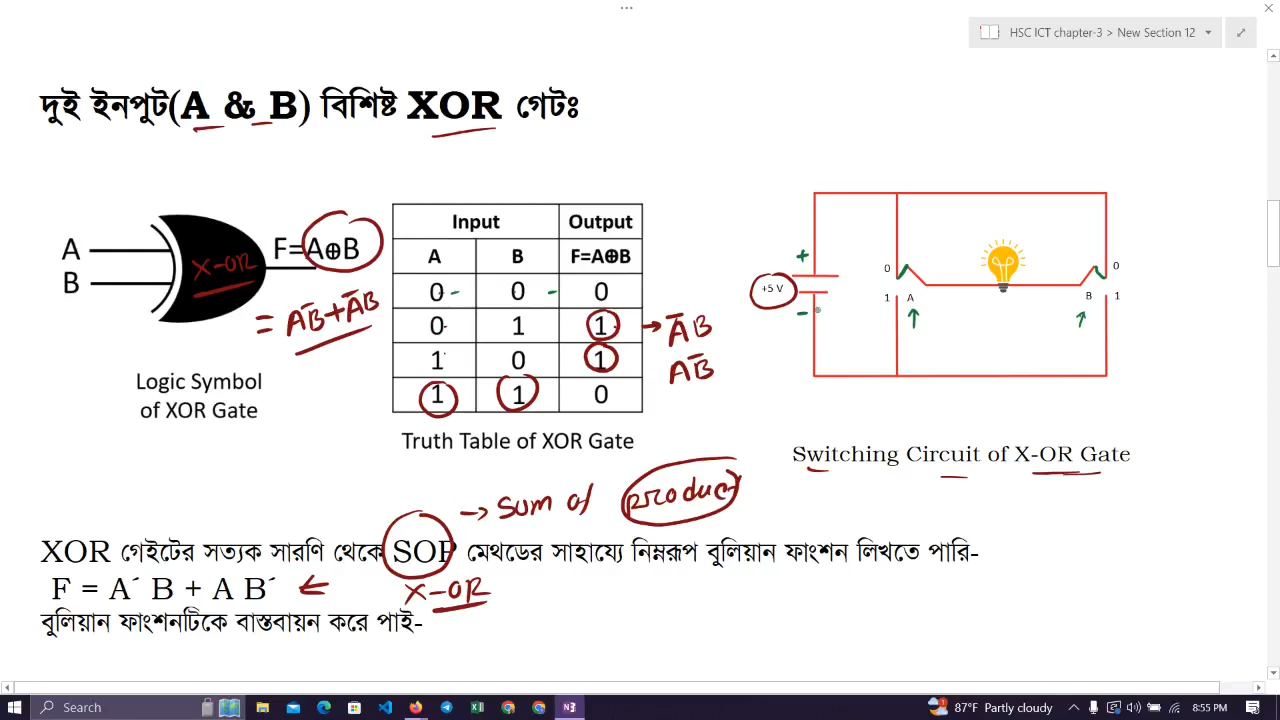 HSC ICT chapter-3 > New Section 12
দুই ইনপুট(A & B) বিশিষ্ট XOR গেটঃ
A
B
X-OR
F=A⊕B
= AB̅+A̅B
Logic Symbol
of XOR Gate
Input Output
A B F=A⊕B
0 0 0
0 1 1
1 0 1
1 1 0
→ A̅B
AB̅
Truth Table of XOR Gate
+
+5 V
-
0
1 A
0
B 1
Switching Circuit of X-OR Gate
→ Sum of product
XOR গেইটের সত্যক সারণি থেকে SOP মেথডের সাহায্যে নিম্নরূপ বুলিয়ান ফাংশন লিখতে পারি-
F = A´ B + A B´ ←
X-OR
বুলিয়ান ফাংশনটিকে বাস্তবায়ন করে পাই-
Search
87°F Partly cloudy
8:55 PM